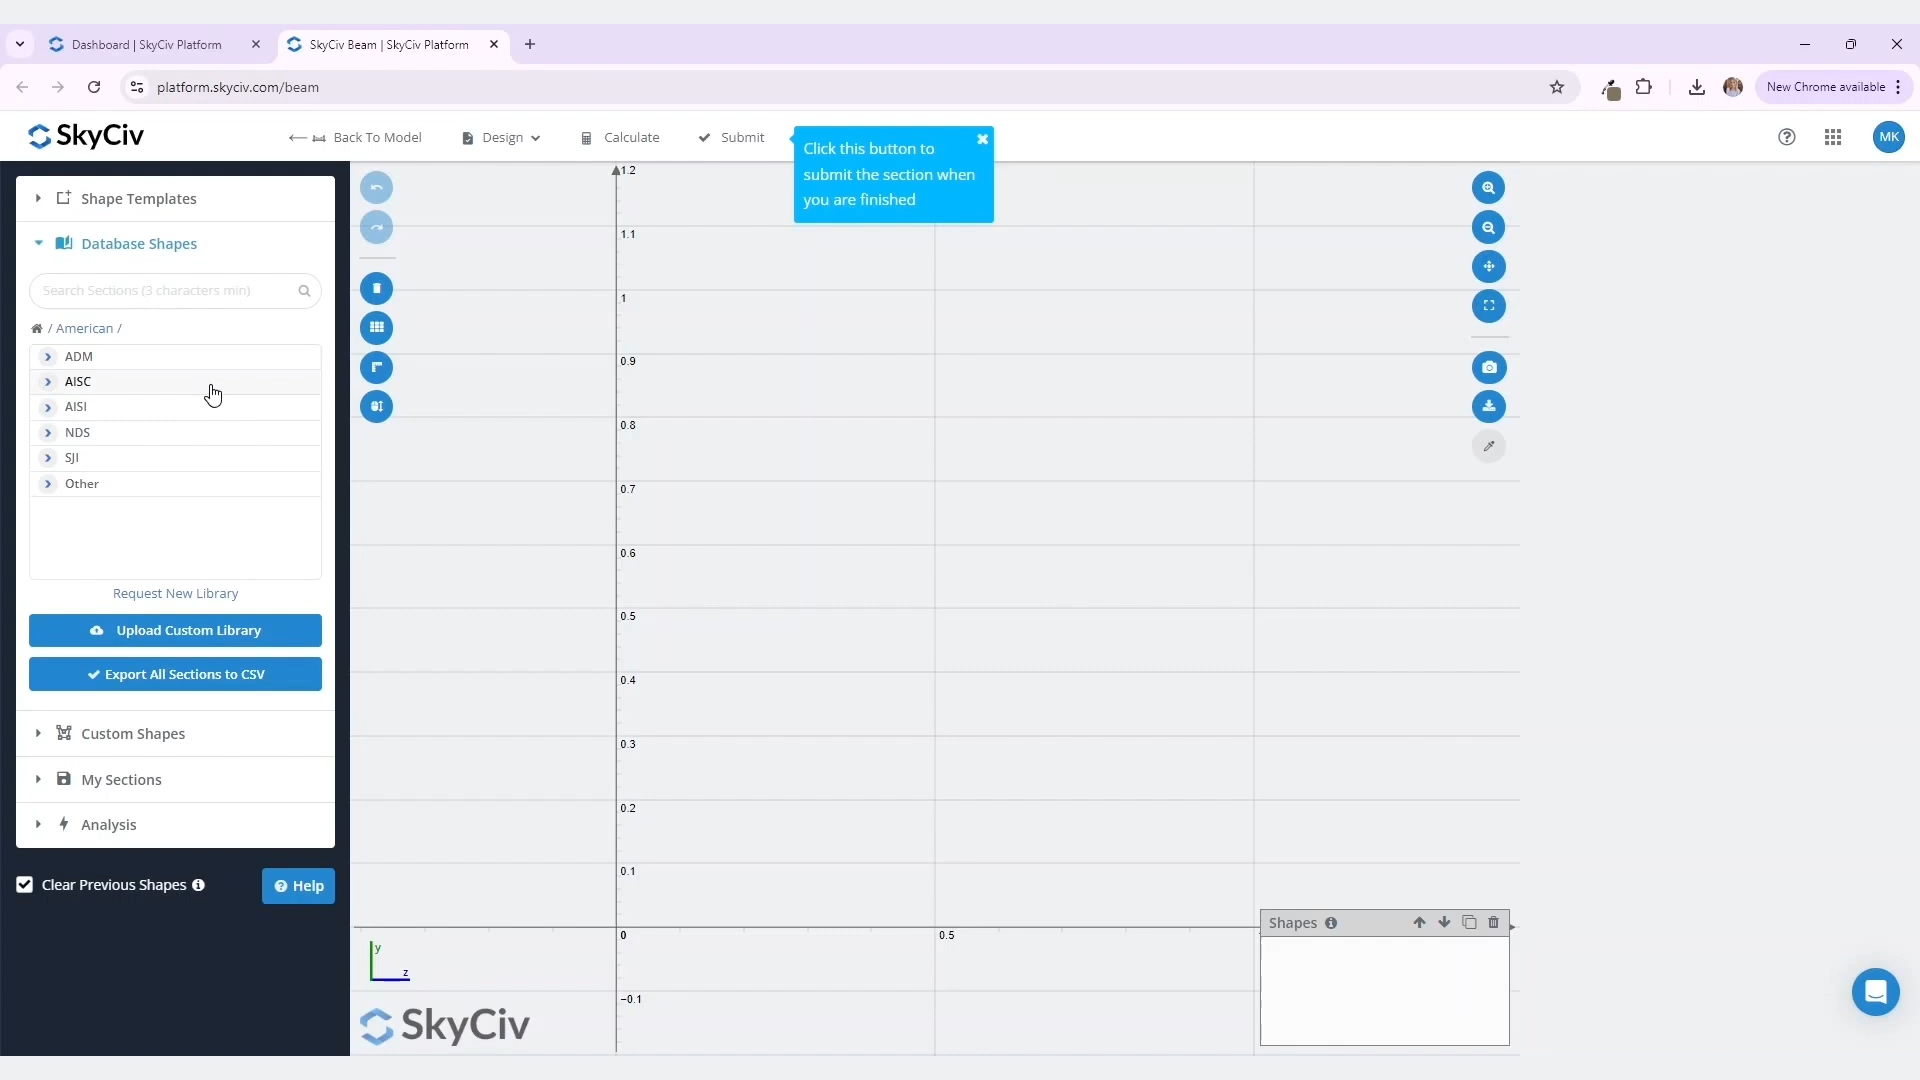 Dashboard | SkyCiv Platform
SkyCiv Beam | SkyCiv Platform
platform.skyciv.com/beam
New Chrome available
SkyCiv
Back To Model
Design
Calculate
Submit
Click this button to
submit the section when
you are finished
MK
Shape Templates
Database Shapes
Search Sections (3 characters min)
/ American /
ADM
AISC
AISI
NDS
SJI
Other
Request New Library
Upload Custom Library
Export All Sections to CSV
Custom Shapes
My Sections
Analysis
Clear Previous Shapes
Help
1.2
1.1
1
0.9
0.8
0.7
0.6
0.5
0.4
0.3
0.2
0.1
0
0.5
−0.1
y
z
SkyCiv
Shapes